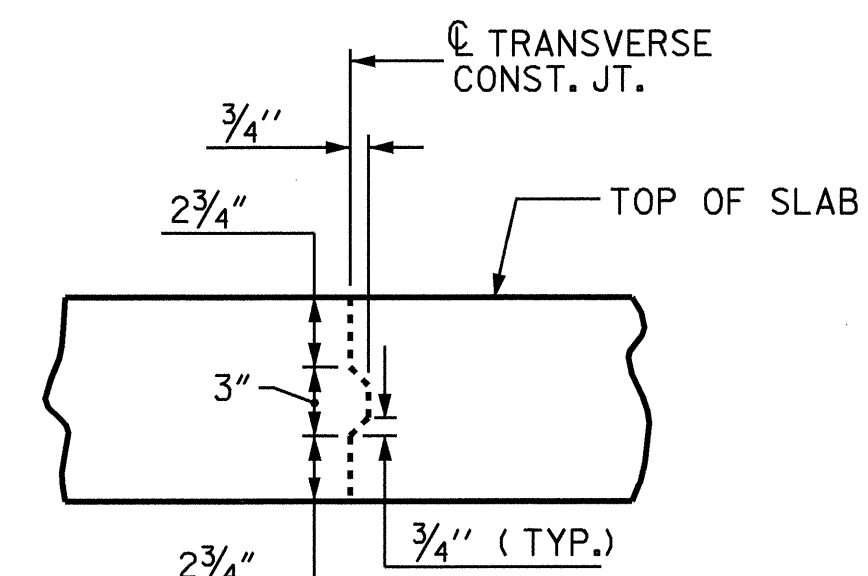 ℄ TRANSVERSE
CONST. JT.
3/4''
2 3/4"
TOP OF SLAB
3"
3/4'' ( TYP.)
2 3/4"